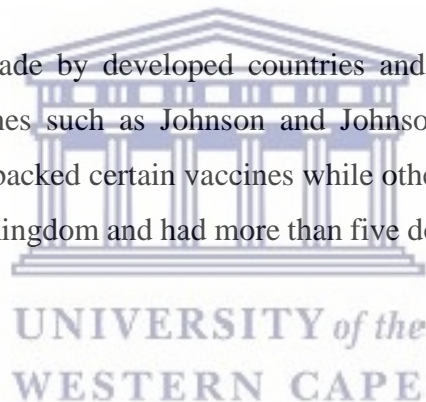 ade by developed countries and
nes such as Johnson and Johnso
backed certain vaccines while othe
Kingdom and had more than five do
UNIVERSITY of the
WESTERN CAPE